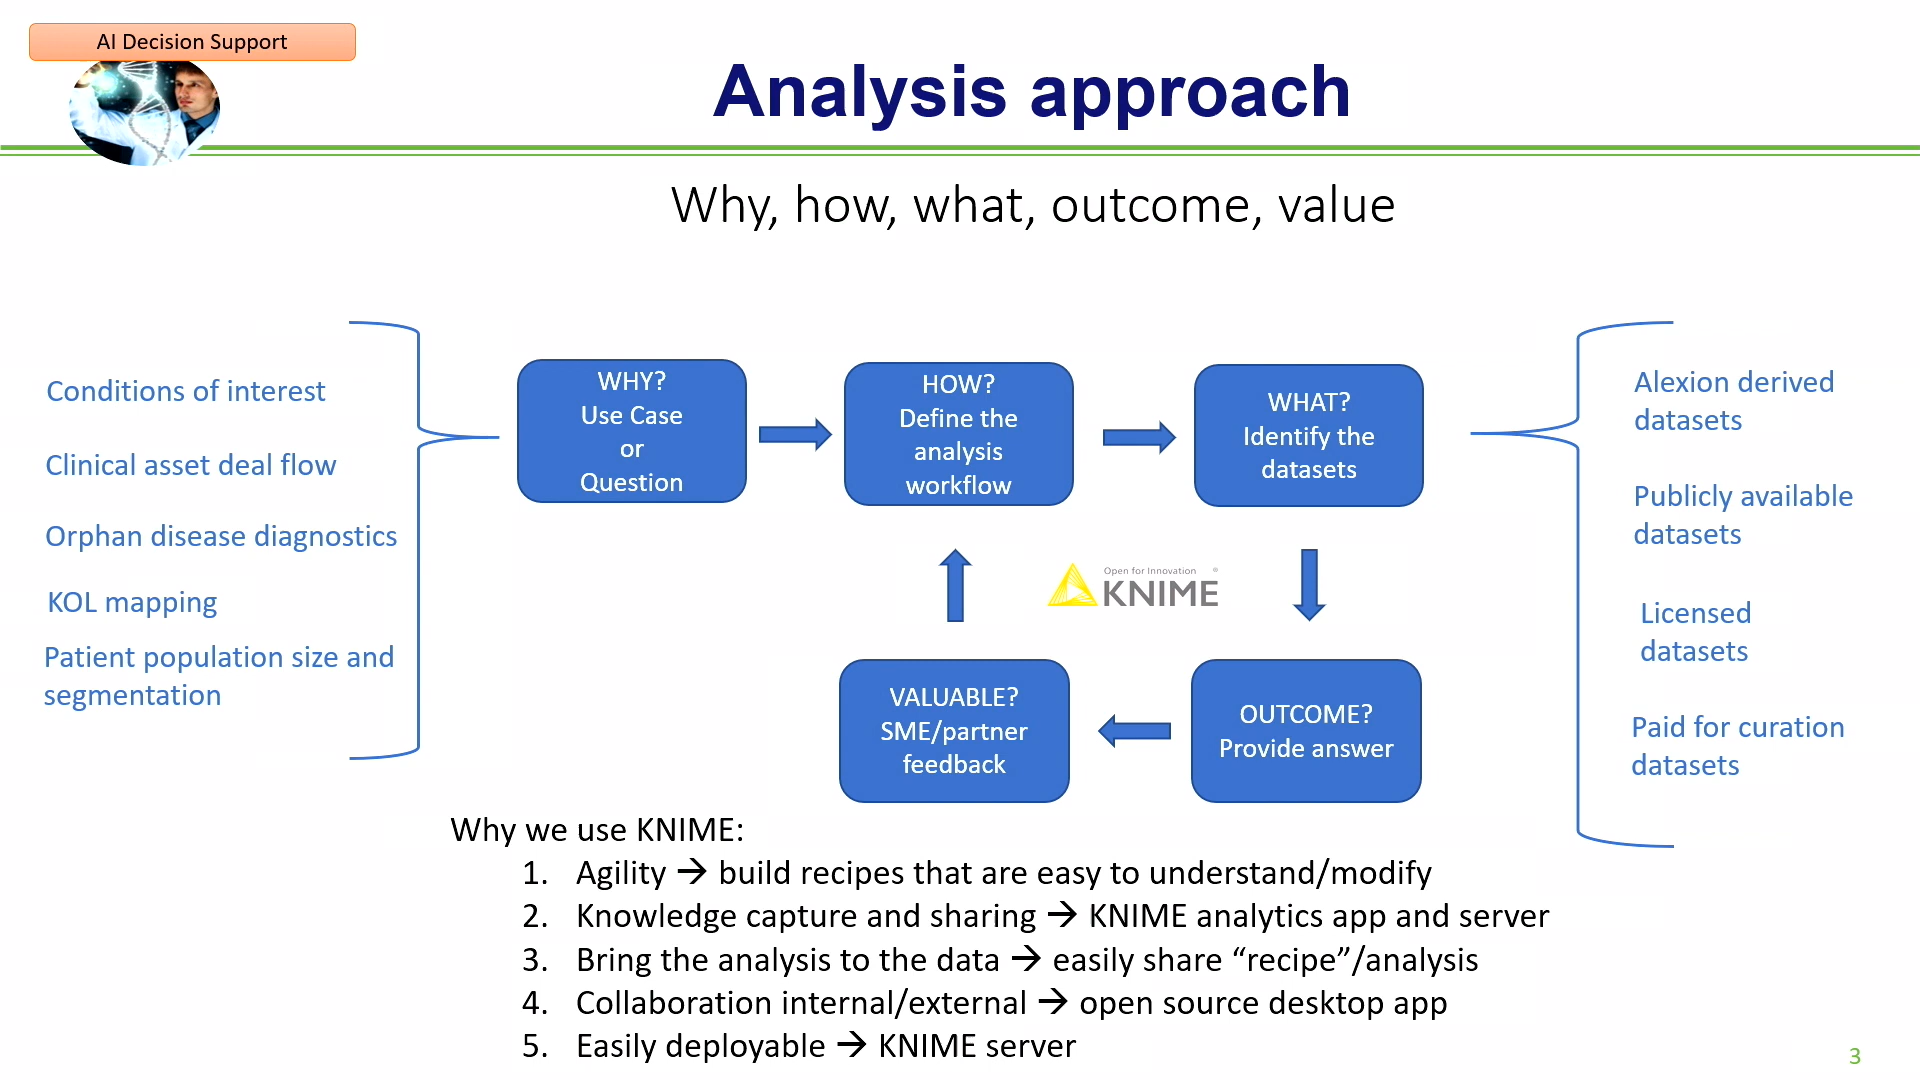 AI Decision Support
Analysis approach
Why, how, what, outcome, value
Conditions of interest
Clinical asset deal flow
Orphan disease diagnostics
KOL mapping
Patient population size and
segmentation
WHY?
Use Case
or
Question
HOW?
Define the
analysis
workflow
WHAT?
Identify the
datasets
Alexion derived
datasets
Publicly available
datasets
Licensed
datasets
Paid for curation
datasets
Open for Innovation ®
KNIME
VALUABLE?
SME/partner
feedback
OUTCOME?
Provide answer
Why we use KNIME:
1. Agility → build recipes that are easy to understand/modify
2. Knowledge capture and sharing → KNIME analytics app and server
3. Bring the analysis to the data → easily share “recipe”/analysis
4. Collaboration internal/external → open source desktop app
5. Easily deployable → KNIME server
3